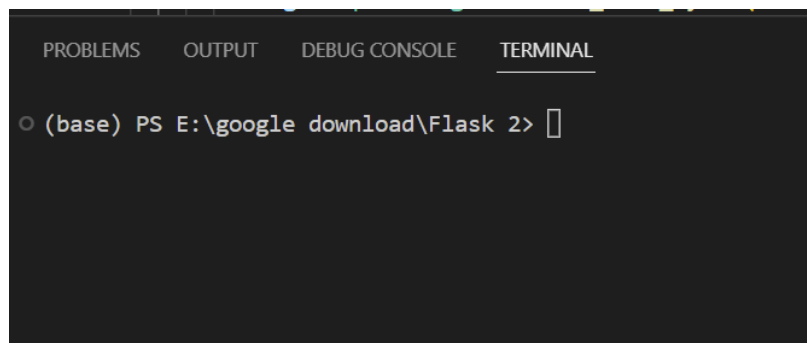 PROBLEMS OUTPUT DEBUG CONSOLE TERMINAL
(base) PS E:\google download\Flask 2>